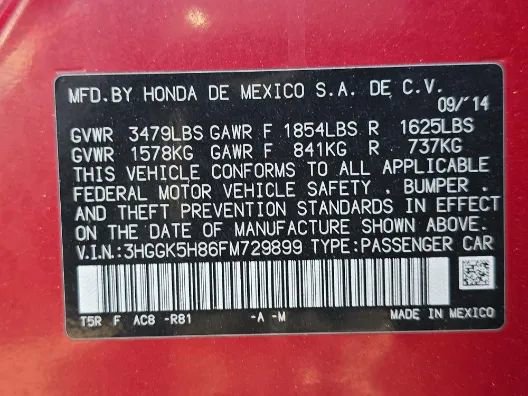 MFD.BY HONDA DE MEXICO S.A. DE C.V.
09/'14
GVWR 3479LBS GAWR F 1854LBS R 1625LBS
GVWR 1578KG GAWR F 841KG R 737KG
THIS VEHICLE CONFORMS TO ALL APPLICABLE
FEDERAL MOTOR VEHICLE SAFETY . BUMPER .
AND THEFT PREVENTION STANDARDS IN EFFECT
ON THE DATE OF MANUFACTURE SHOWN ABOVE.
V.I.N.:3HGGK5H86FM729899 TYPE:PASSENGER CAR
T5R F AC8 -R81 -A -M MADE IN MEXICO